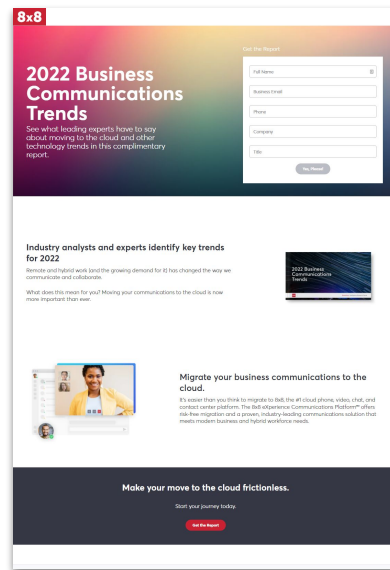 8x8
2022 Business
Communications
Trends
See what leading experts have to say
about moving to the cloud and other
technology trends in this complimentary
report.
Get the Report
Full Name
Business Email
Phone
Company
Title
Yes, Please!
Industry analysts and experts identify key trends
for 2022
Remote and hybrid work (and the growing demand for it) has changed the way we
communicate and collaborate.
What does this mean for you? Moving your communications to the cloud is now
more important than ever.
2022 Business
Communications
Trends
Migrate your business communications to the
cloud.
It's easier than you think to migrate to 8x8, the #1 cloud phone, video, chat, and
contact center platform. The 8x8 eXperience Communications Platform™ offers
risk-free migration and a proven, industry-leading communications solution that
meets modern business and hybrid workforce needs.
Make your move to the cloud frictionless.
Start your journey today.
Get the Report